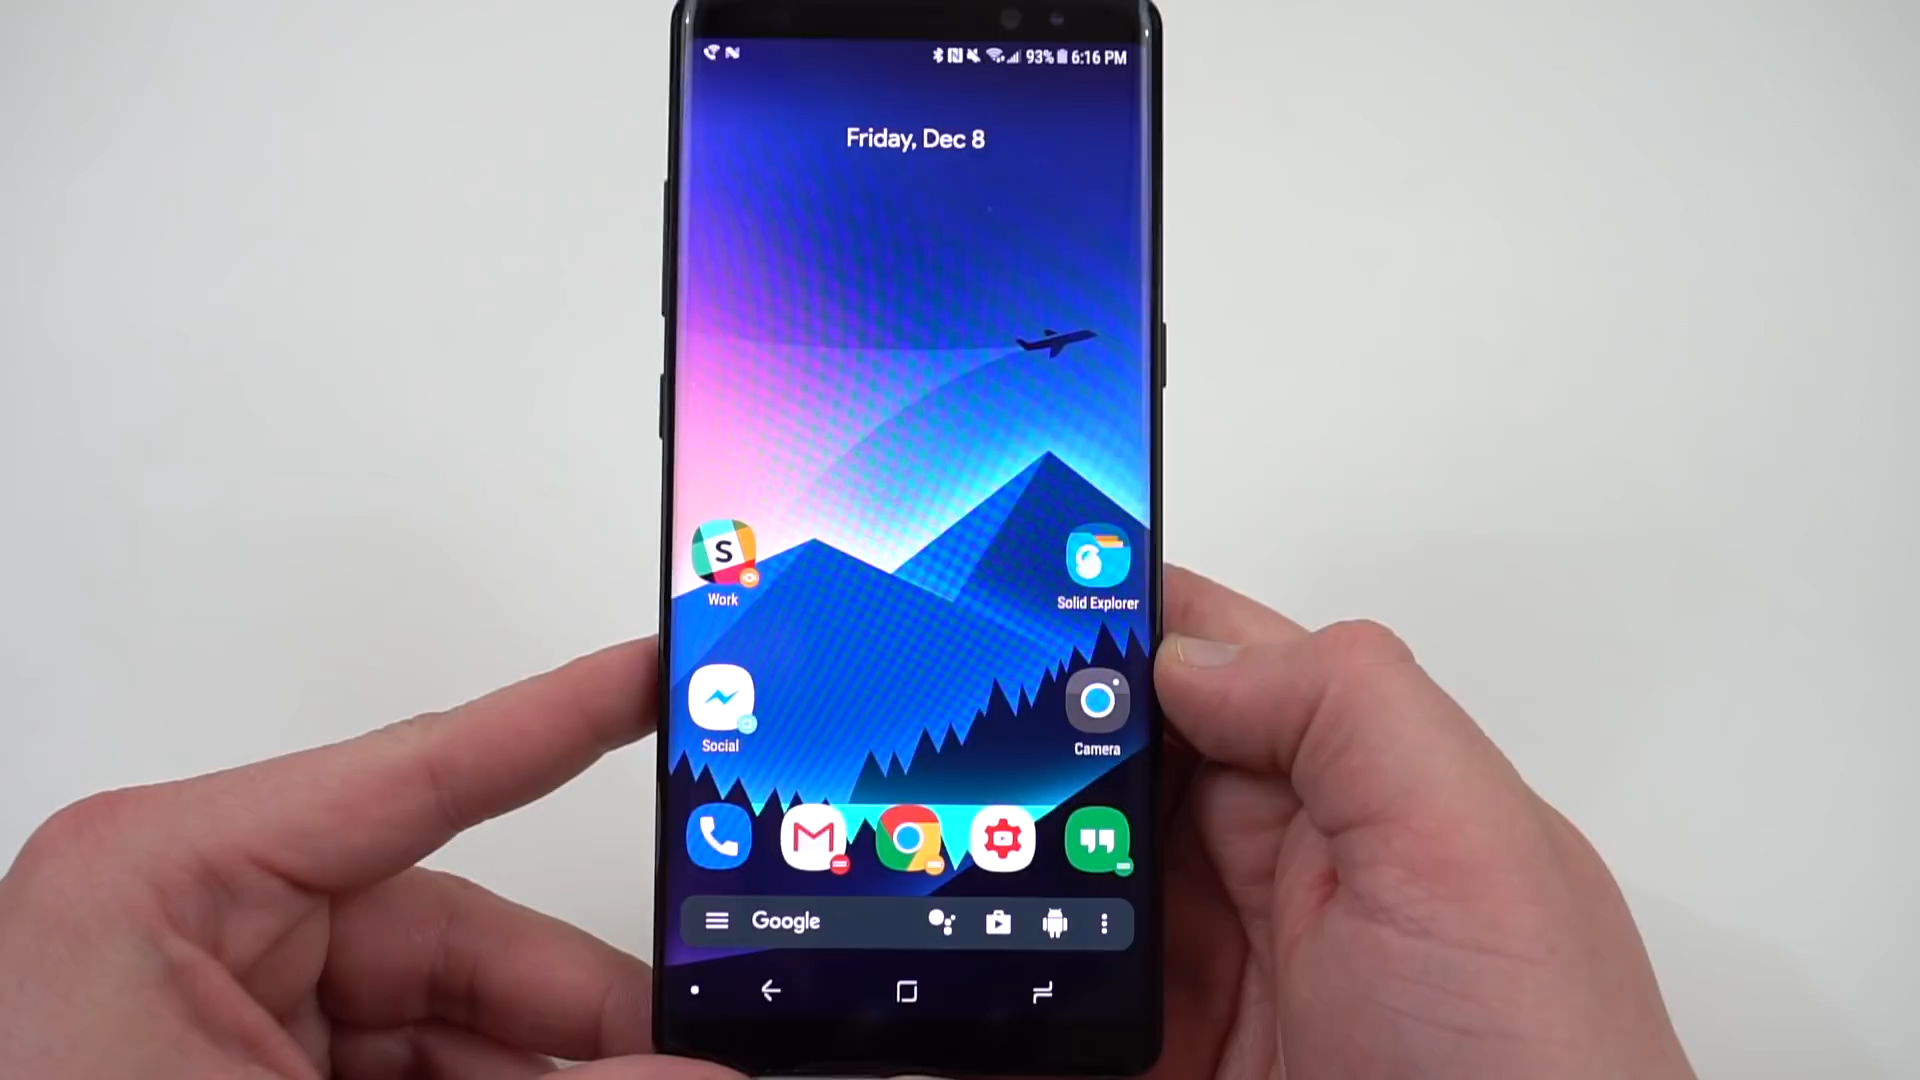 93% 6:16 PM
Friday, Dec 8
S
Work
Solid Explorer
Social
Camera
Google